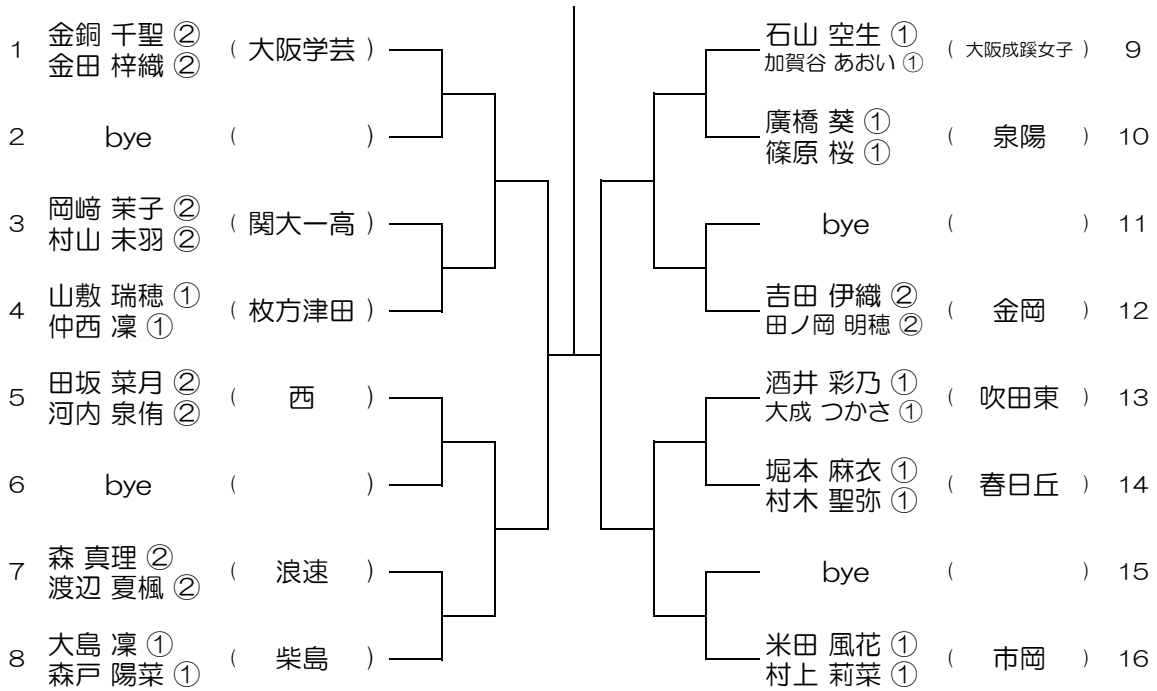 1 金銅 千聖 ② ( 大阪学芸 )
金田 梓織 ②
2 bye ( )
3 岡﨑 茉子 ② ( 関大一高 )
村山 未羽 ②
4 山敷 瑞穂 ① ( 枚方津田 )
仲西 凜 ①
5 田坂 菜月 ② ( 西 )
河内 泉侑 ②
6 bye ( )
7 森 真理 ② ( 浪速 )
渡辺 夏楓 ②
8 大島 凜 ① ( 柴島 )
森戸 陽菜 ①
石山 空生 ① ( 大阪成蹊女子 ) 9
加賀谷 あおい ①
廣橋 葵 ① ( 泉陽 ) 10
篠原 桜 ①
bye ( ) 11
吉田 伊織 ② ( 金岡 ) 12
田ノ岡 明穂 ②
酒井 彩乃 ① ( 吹田東 ) 13
大成 つかさ ①
堀本 麻衣 ① ( 春日丘 ) 14
村木 聖弥 ①
bye ( ) 15
米田 風花 ① ( 市岡 ) 16
村上 莉菜 ①